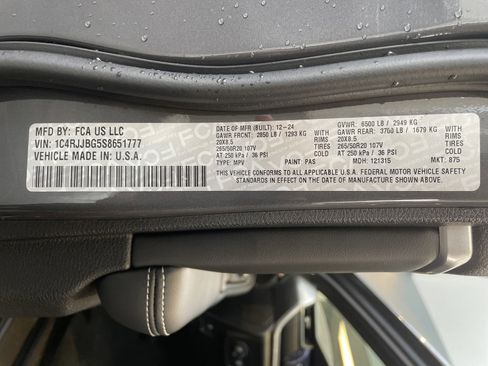 MFD BY: FCA US LLC
VIN: 1C4RJJBG5S8651777
VEHICLE MADE IN U.S.A.
DATE OF MFR (BUILT): 12-24
GVWR: 6500 LB / 2949 KG
GAWR FRONT: 2850 LB / 1293 KG
GAWR REAR: 3700 LB / 1679 KG
20X8.5
TIRES
20X8.5
TIRES
265/50R20 107V
265/50R20 107V
AT 250 kPa / 36 PSI
COLD
AT 250 kPa / 36 PSI
COLD
TYPE: MPV
PAINT: PAS
MDH: 121315
MKT: 875
THIS VEHICLE CONFORMS TO ALL APPLICABLE U.S.A. FEDERAL MOTOR VEHICLE SAFETY
STANDARDS IN EFFECT ON THE DATE OF MANUFACTURE SHOWN ABOVE.